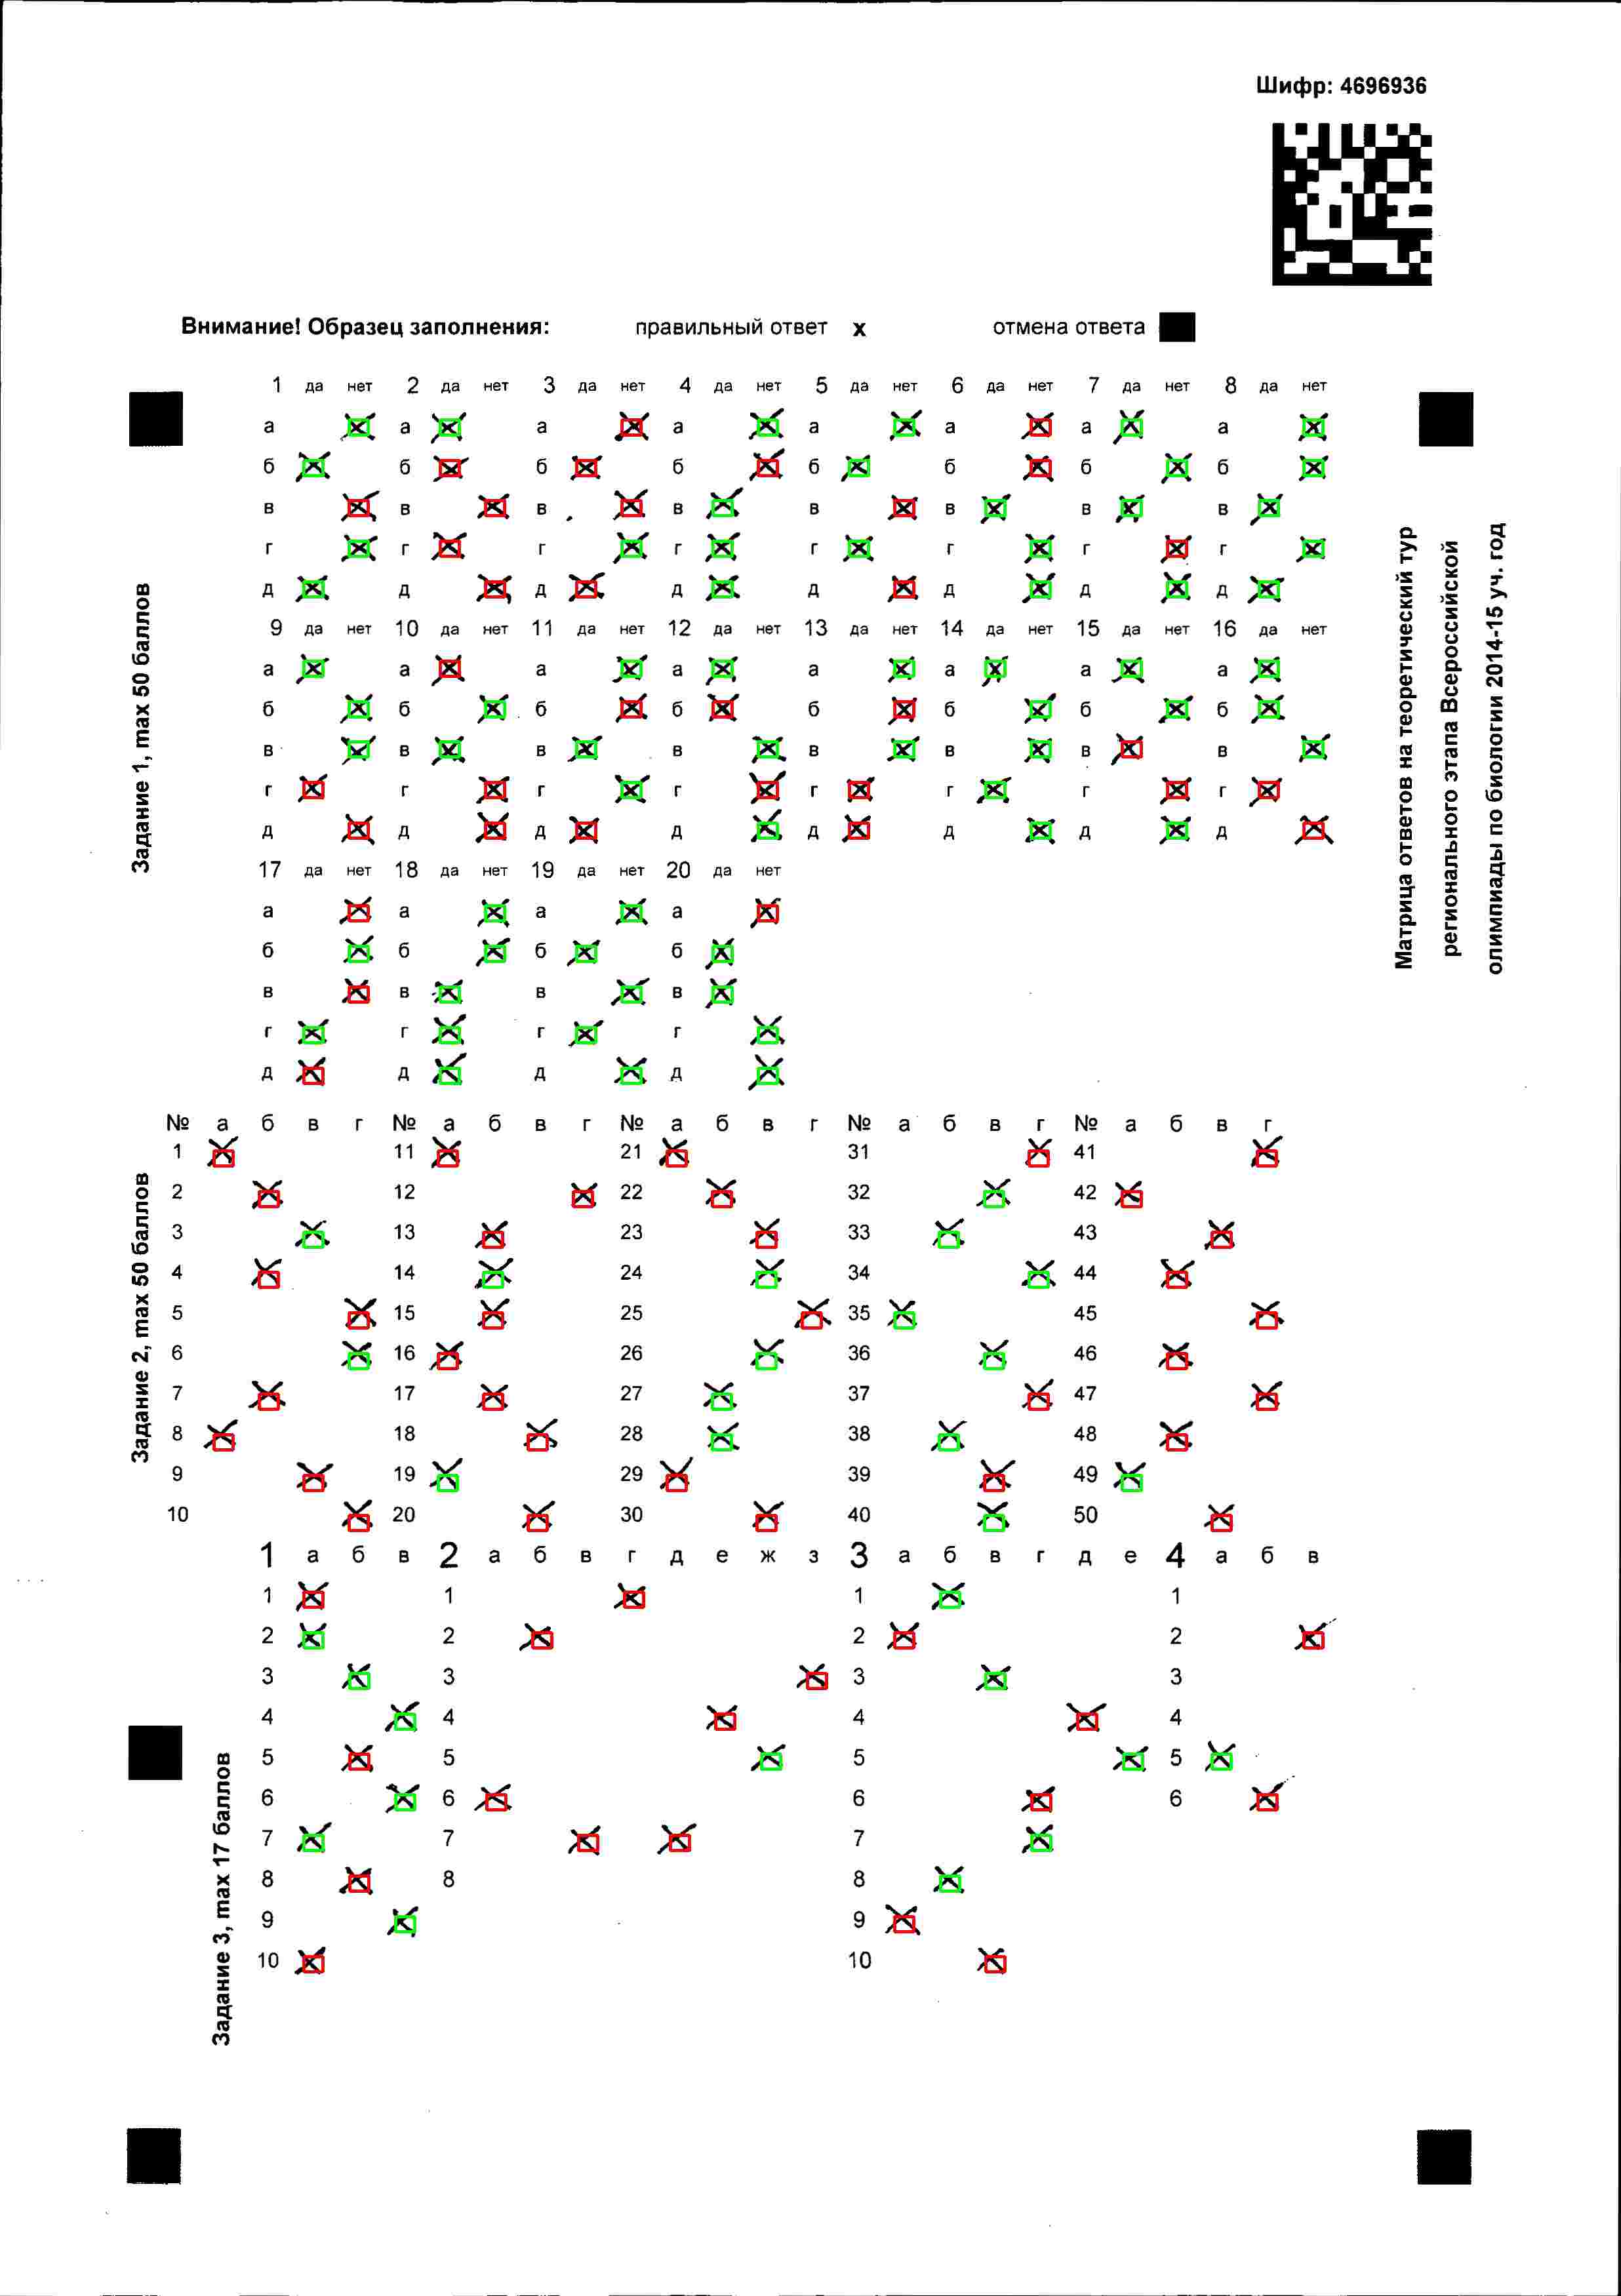 Шифр: 4696936
Внимание! Образец заполнения: правильный ответ x отмена ответа
Матрица ответов на теоретический тур
регионального этапа Всероссийской
олимпиады по биологии 2014-15 уч. год
Задание 1, max 50 баллов
1 да нет 2 да нет 3 да нет 4 да нет 5 да нет 6 да нет 7 да нет 8 да нет
а а а а а а а а
б б б б б б б б
в в в в в в в в
г г г г г г г г
д д д д д д д д
9 да нет 10 да нет 11 да нет 12 да нет 13 да нет 14 да нет 15 да нет 16 да нет
а а а а а а а а
б б б б б б б б
в в в в в в в в
г г г г г г г г
д д д д д д д д
17 да нет 18 да нет 19 да нет 20 да нет
а а а а
б б б б
в в в в
г г г г
д д д д
Задание 2, max 50 баллов
№ а б в г № а б в г № а б в г № а б в г № а б в г
1 11 21 31 41
2 12 22 32 42
3 13 23 33 43
4 14 24 34 44
5 15 25 35 45
6 16 26 36 46
7 17 27 37 47
8 18 28 38 48
9 19 29 39 49
10 20 30 40 50
Задание 3, max 17 баллов
1 а б в 2 а б в г д е ж з 3 а б в г д е 4 а б в
1 1 1 1
2 2 2 2
3 3 3 3
4 4 4 4
5 5 5 5
6 6 6 6
7 7 7
8 8 8
9 9
10 10